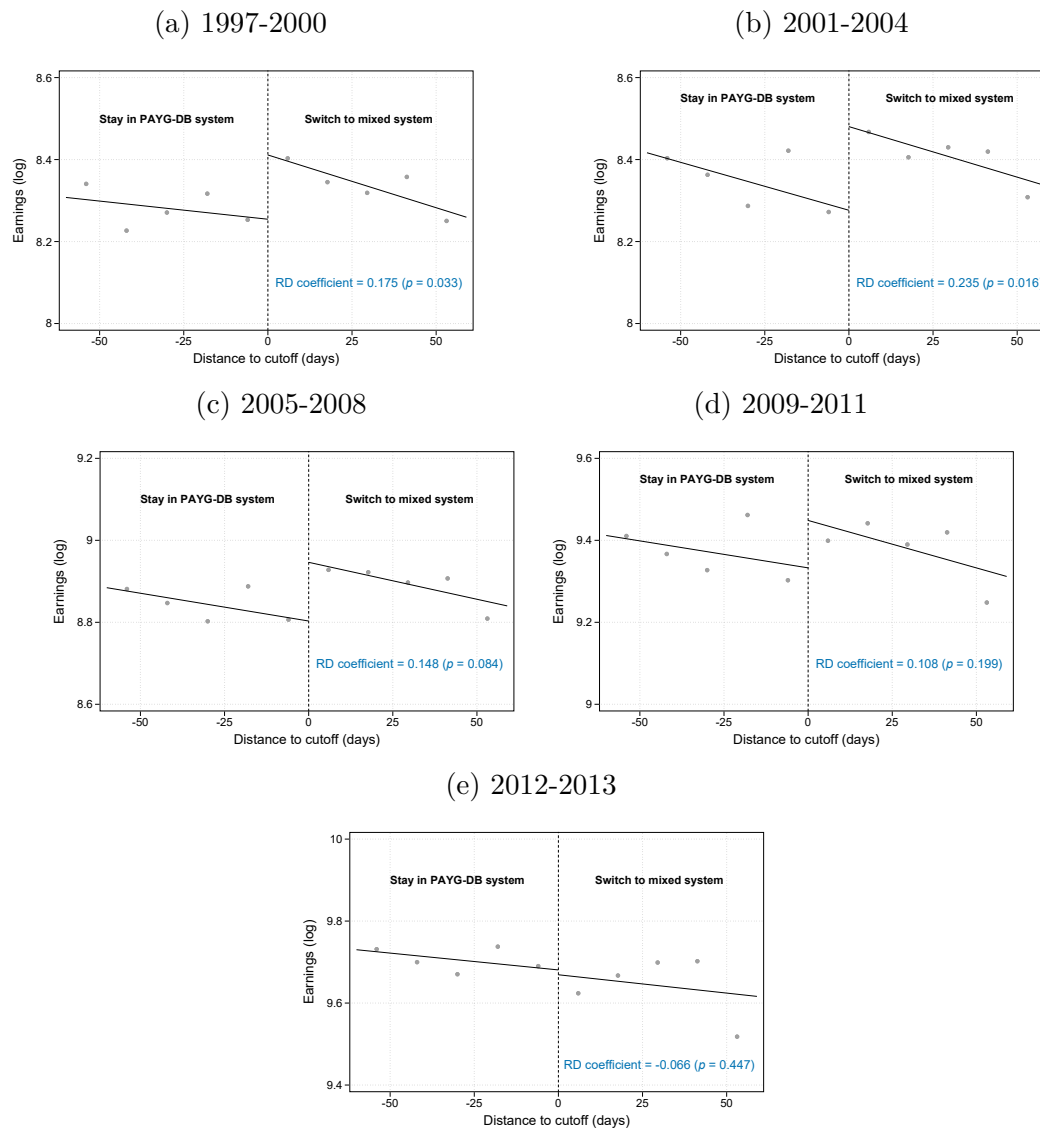 (a) 1997-2000
8.6
8.4
8.2
8
Earnings (log)
Stay in PAYG-DB system
Switch to mixed system
RD coefficient = 0.175 (p = 0.033)
-50 -25 0 25 50
Distance to cutoff (days)
(b) 2001-2004
8.6
8.4
8.2
8
Earnings (log)
Stay in PAYG-DB system
Switch to mixed system
RD coefficient = 0.235 (p = 0.016
-50 -25 0 25 50
Distance to cutoff (days)
(c) 2005-2008
9.2
9
8.8
8.6
Earnings (log)
Stay in PAYG-DB system
Switch to mixed system
RD coefficient = 0.148 (p = 0.084)
-50 -25 0 25 50
Distance to cutoff (days)
(d) 2009-2011
9.6
9.4
9.2
9
Earnings (log)
Stay in PAYG-DB system
Switch to mixed system
RD coefficient = 0.108 (p = 0.199)
-50 -25 0 25 50
Distance to cutoff (days)
(e) 2012-2013
10
9.8
9.6
9.4
Earnings (log)
Stay in PAYG-DB system
Switch to mixed system
RD coefficient = -0.066 (p = 0.447)
-50 -25 0 25 50
Distance to cutoff (days)